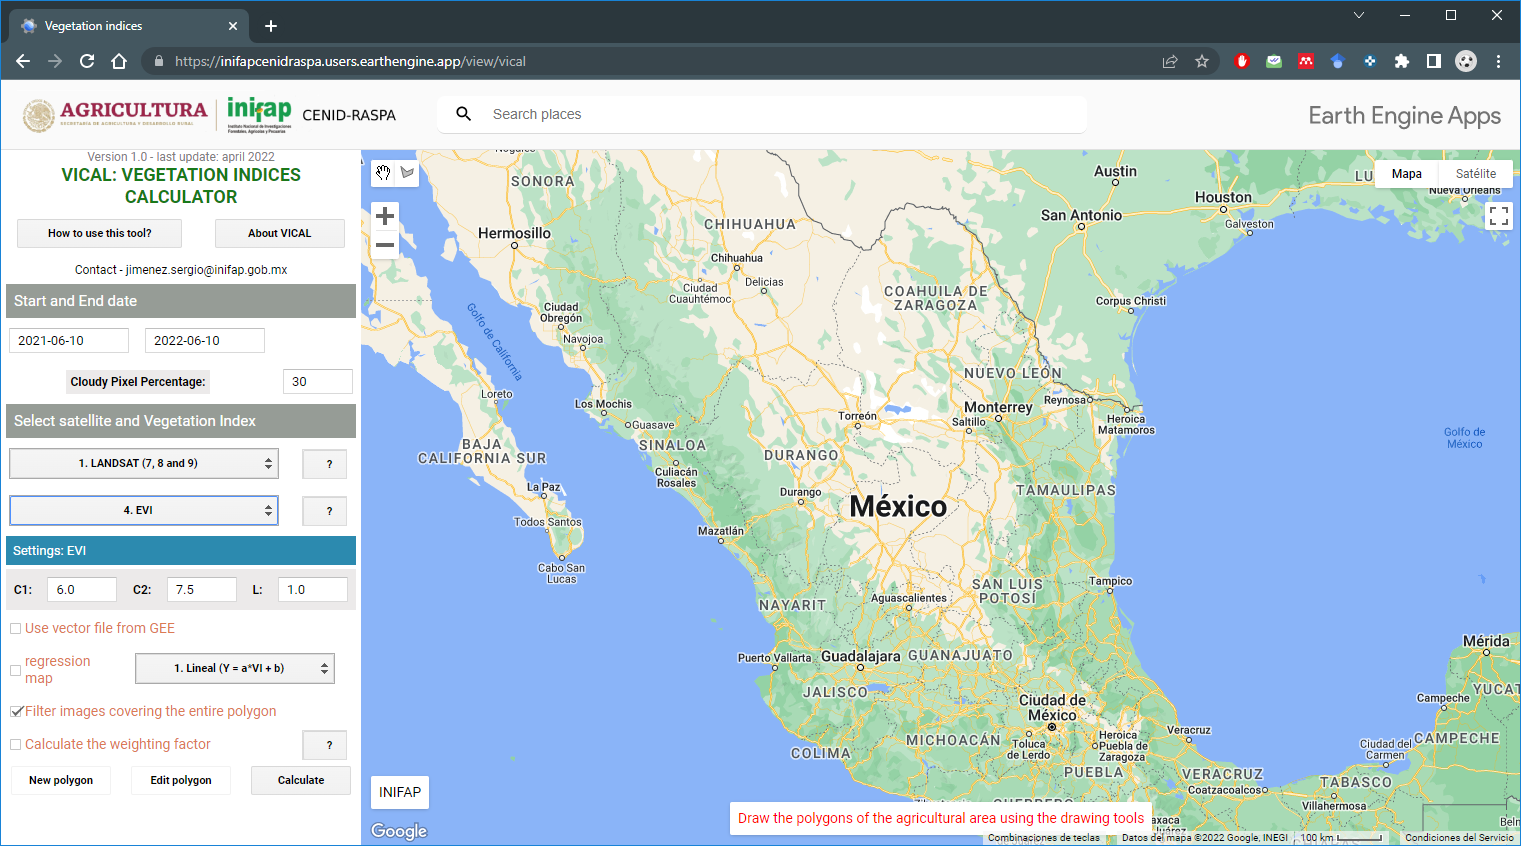 Vegetation indices
https://inifapcenidraspa.users.earthengine.app/view/vical
AGRICULTURA
SECRETARÍA DE AGRICULTURA Y DESARROLLO RURAL
inifap
Instituto Nacional de Investigaciones
Forestales, Agrícolas y Pecuarias
CENID-RASPA
Search places
Earth Engine Apps
Version 1.0 - last update: april 2022
VICAL: VEGETATION INDICES
CALCULATOR
How to use this tool?
About VICAL
Contact - jimenez.sergio@inifap.gob.mx
Start and End date
2021-06-10
2022-06-10
Cloudy Pixel Percentage:
30
Select satellite and Vegetation Index
1. LANDSAT (7, 8 and 9)
?
4. EVI
?
Settings: EVI
C1:
6.0
C2:
7.5
L:
1.0
Use vector file from GEE
regression
map
1. Lineal (Y = a*VI + b)
Filter images covering the entire polygon
Calculate the weighting factor
?
New polygon
Edit polygon
Calculate
Mapa
Satélite
Nogales
SONORA
Austin
LU
Nueva Orleans
Houston
San Antonio
Galveston
CHIHUAHUA
Hermosillo
Chihuahua
Delicias
Ciudad
Cuauhtémoc
COAHUILA DE
ZARAGOZA
Corpus Christi
Ciudad
Obregón
Golfo de California
Navojoa
NUEVO LEÓN
Loreto
Los Mochis
Guasave
Torreón
Monterrey
Saltillo
Reynosa
Heroica
Matamoros
Golfo de
México
BAJA
CALIFORNIA SUR
SINALOA
Culiacán
Rosales
DURANGO
Durango
La Paz
México
TAMAULIPAS
Todos Santos
Mazatlán
Cabo San
Lucas
SAN LUIS
POTOSÍ
Tampico
Aguascalientes
NAYARIT
Puerto Vallarta
Guadalajara
GUANAJUATO
Mérida
JALISCO
Ciudad de
México
YUCAT
Campeche
Veracruz
COLIMA
MICHOACÁN
Toluca
de Lerdo
Heroica
Puebla de
Zaragoza
Ciudad del
Carmen
CAMPECHE
PUEBLA
VERACRUZ
Coatzacoalcos
TABASCO
Villahermosa
GUERRERO
axaca
Juárez
Beln
CHIAPAS
INIFAP
Draw the polygons of the agricultural area using the drawing tools
Google
Combinaciones de teclas
Datos del mapa ©2022 Google, INEGI
100 km
Condiciones del Servicio